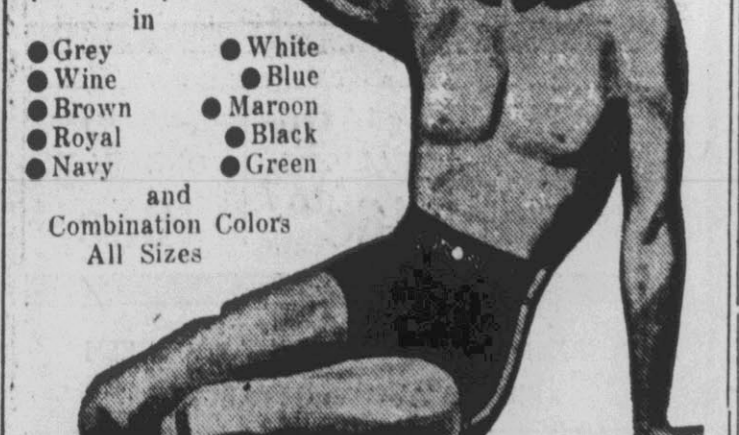 in
● Grey ● White
● Wine ● Blue
● Brown ● Maroon
● Royal ● Black
● Navy ● Green
and
Combination Colors
All Sizes